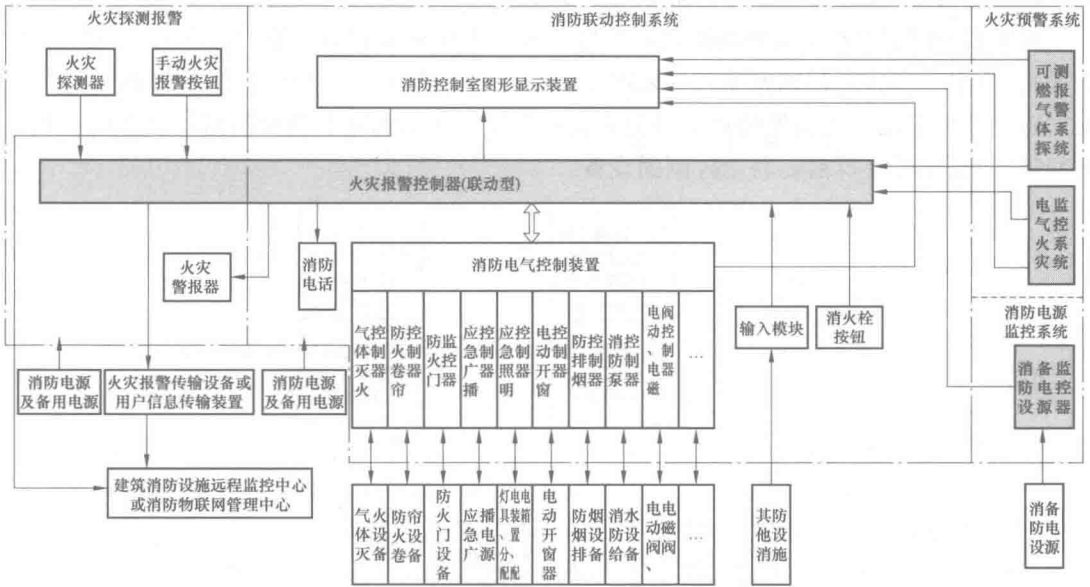 火灾探测报警
消防联动控制系统
火灾预警系统
火灾
探测器
手动火灾
报警按钮
消防控制室图形显示装置
可燃气体探
测报警系统
火灾报警控制器(联动型)
电气火灾
监控系统
火灾
警报器
消防
电话
消防电气控制装置
气体灭火
控制器
防火卷帘
控制器
防火门
监控器
应急广播
控制器
应急照明
控制器
电动开窗
控制器
防排烟
控制器
消防泵
控制器
电动、电磁
阀控制器
…
输入模块
消火栓
按钮
消防电源
监控系统
消防设
备电源
监控器
消防电源
及备用电源
火灾报警传输设备或
用户信息传输装置
消防电源
及备用电源
建筑消防设施远程监控中心
或消防物联网管理中心
气体灭
火设备
防火卷
帘设备
防火门设备
应急广
播电源
灯具、分、配
电装置、配
电箱
电动开窗器
防烟排
烟设备
消防给
水设备
电动阀、
电磁阀
…
其他消
防设施
消防设
备电源